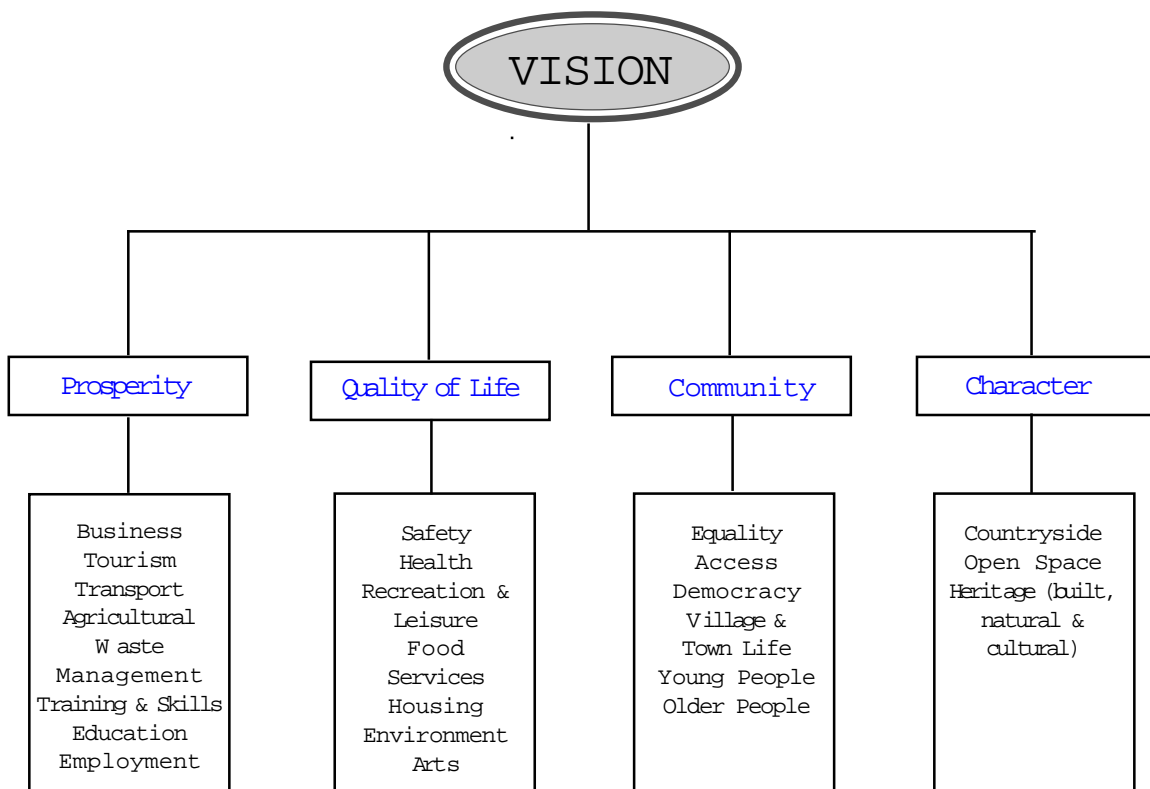 VISION
Prosperity
Quality of Life
Community
Character
Business
Tourism
Transport
Agricultural
Waste
Management
Training & Skills
Education
Employment
Safety
Health
Recreation &
Leisure
Food
Services
Housing
Environment
Arts
Equality
Access
Democracy
Village &
Town Life
Young People
Older People
Countryside
Open Space
Heritage (built,
natural &
cultural)